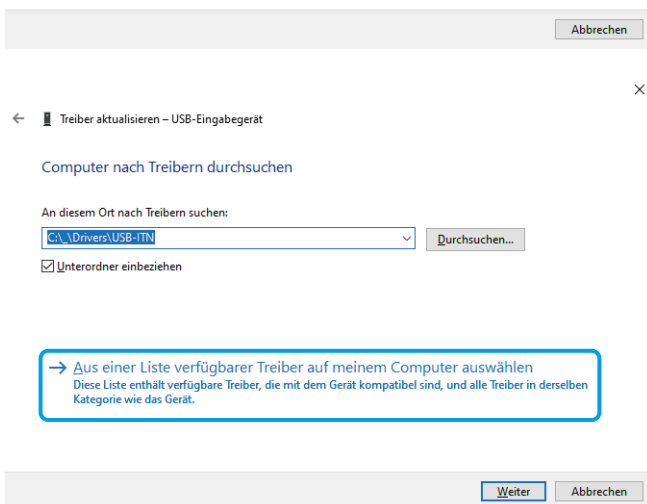 Abbrechen
Treiber aktualisieren – USB-Eingabegerät
Computer nach Treibern durchsuchen
An diesem Ort nach Treibern suchen:
C:\_\Drivers\USB-ITN
Durchsuchen...
Unterordner einbeziehen
Aus einer Liste verfügbarer Treiber auf meinem Computer auswählen
Diese Liste enthält verfügbare Treiber, die mit dem Gerät kompatibel sind, und alle Treiber in derselben
Kategorie wie das Gerät.
Weiter
Abbrechen